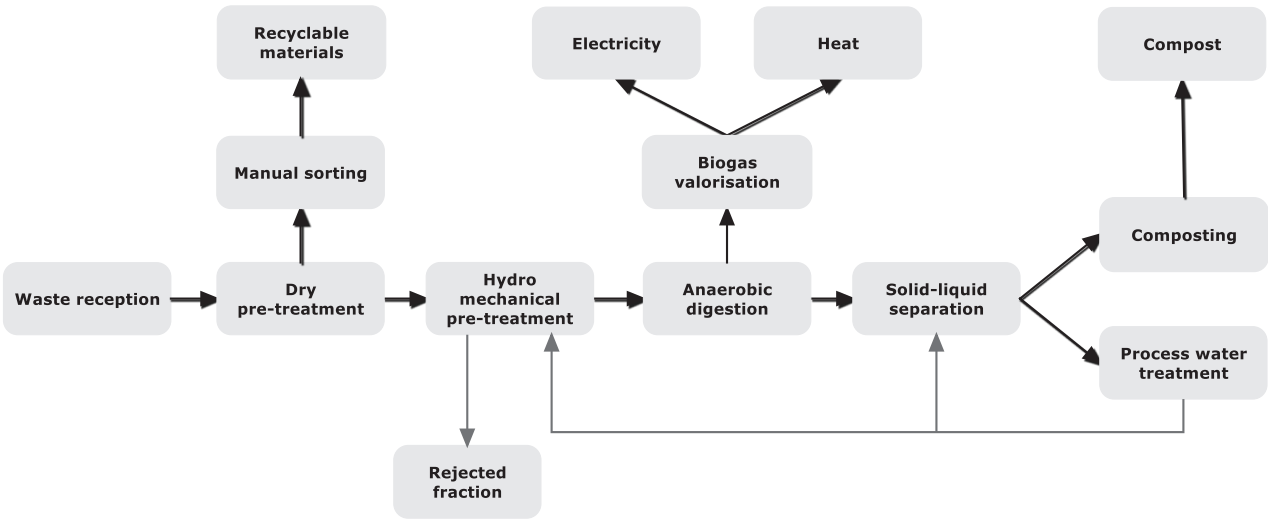 Recyclable
materials
Electricity
Heat
Compost
Manual sorting
Biogas
valorisation
Composting
Waste reception
Dry
pre-treatment
Hydro
mechanical
pre-treatment
Anaerobic
digestion
Solid-liquid
separation
Process water
treatment
Rejected
fraction